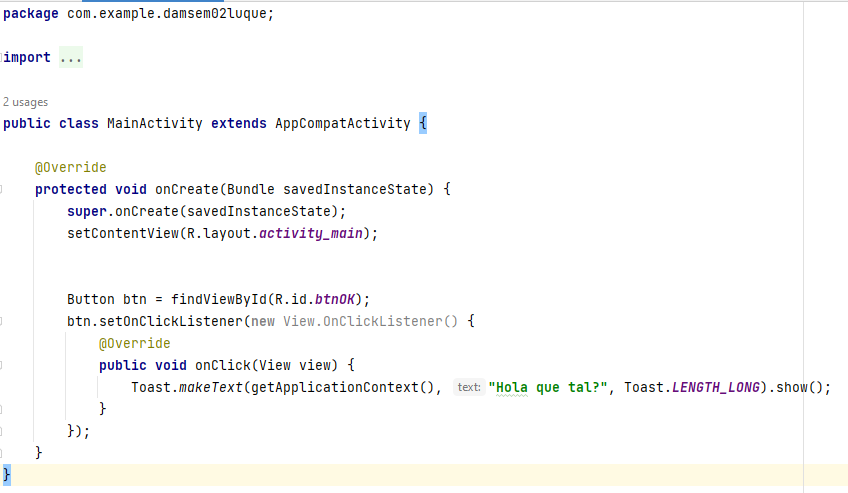 package com.example.damsem02luque;
import ...
2 usages
public class MainActivity extends AppCompatActivity {
@Override
protected void onCreate(Bundle savedInstanceState) {
super.onCreate(savedInstanceState);
setContentView(R.layout.activity_main);
Button btn = findViewById(R.id.btnOK);
btn.setOnClickListener(new View.OnClickListener() {
@Override
public void onClick(View view) {
Toast.makeText(getApplicationContext(), text: "Hola que tal?", Toast.LENGTH_LONG).show();
}
});
}
}